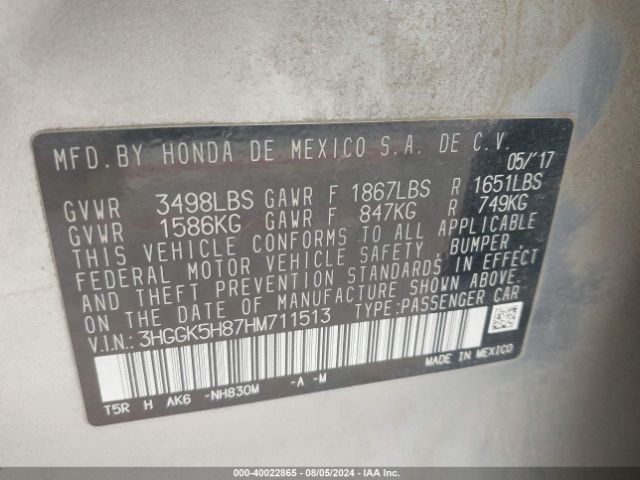 MFD. BY HONDA DE MEXICO S.A. DE C.V.
05/'17
GVWR 3498LBS GAWR F 1867LBS R 1651LBS
GVWR 1586KG GAWR F 847KG R 749KG
THIS VEHICLE CONFORMS TO ALL APPLICABLE
FEDERAL MOTOR VEHICLE SAFETY, BUMPER,
AND THEFT PREVENTION STANDARDS IN EFFECT
ON THE DATE OF MANUFACTURE SHOWN ABOVE.
V.I.N.: 3HGGK5H87HM711513 TYPE:PASSENGER CAR
MADE IN MEXICO
T5R H AK6 -NH830M -A -M
000-40022865 - 08/05/2024 - IAA Inc.